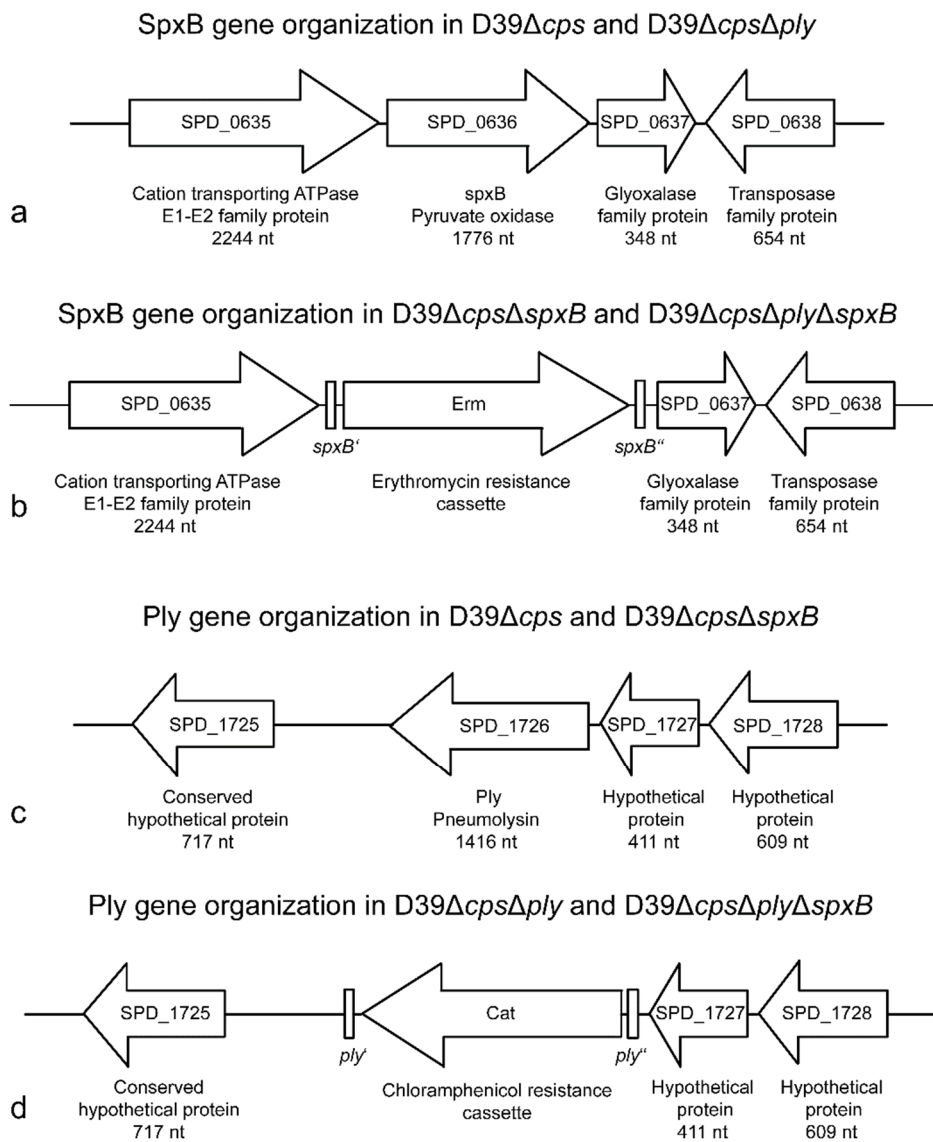 SpxB gene organization in D39Δcps and D39ΔcpsΔply
SPD_0635 SPD_0636 SPD_0637 SPD_0638
Cation transporting ATPase spxB Glyoxalase Transposase
a E1-E2 family protein Pyruvate oxidase family protein family protein
2244 nt 1776 nt 348 nt 654 nt
SpxB gene organization in D39ΔcpsΔspxB and D39ΔcpsΔplyΔspxB
SPD_0635 Erm SPD_0637 SPD_0638
spxB‘ spxB“
Cation transporting ATPase Erythromycin resistance Glyoxalase Transposase
b E1-E2 family protein cassette family protein family protein
2244 nt 348 nt 654 nt
Ply gene organization in D39Δcps and D39ΔcpsΔspxB
SPD_1725 SPD_1726 SPD_1727 SPD_1728
Conserved Ply Hypothetical Hypothetical
c hypothetical protein Pneumolysin protein protein
717 nt 1416 nt 411 nt 609 nt
Ply gene organization in D39ΔcpsΔply and D39ΔcpsΔplyΔspxB
SPD_1725 Cat SPD_1727 SPD_1728
ply‘ ply“
Conserved Chloramphenicol resistance Hypothetical Hypothetical
d hypothetical protein cassette protein protein
717 nt 411 nt 609 nt